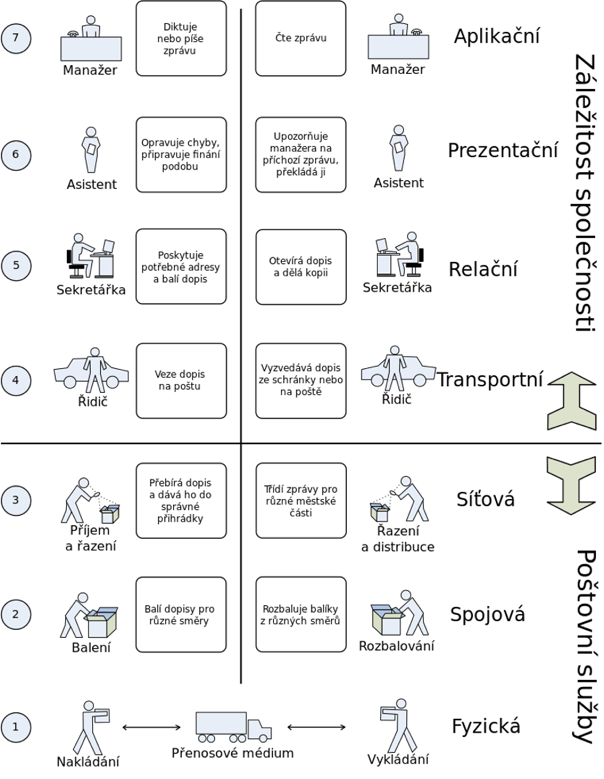 7
Manažer
Diktuje
nebo píše
zprávu
Čte zprávu
Manažer
Aplikační
6
Asistent
Opravuje chyby,
připravuje finání
podobu
Upozorňuje
manažera na
příchozí zprávu,
překládá ji
Asistent
Prezentační
5
Sekretářka
Poskytuje
potřebné adresy
a balí dopis
Otevírá dopis
a dělá kopii
Sekretářka
Relační
4
Řidič
Veze dopis
na poštu
Vyzvedává dopis
ze schránky nebo
na poště
Řidič
Transportní
Záležitost společnosti
3
Příjem
a řazení
Přebírá dopis
a dává ho do
správné
přihrádky
Třídí zprávy pro
různé městské
části
Řazení
a distribuce
Síťová
2
Balení
Balí dopisy pro
různé směry
Rozbaluje balíky
z různých směrů
Rozbalování
Spojová
1
Nakládání
Přenosové médium
Vykládání
Fyzická
Poštovní služby